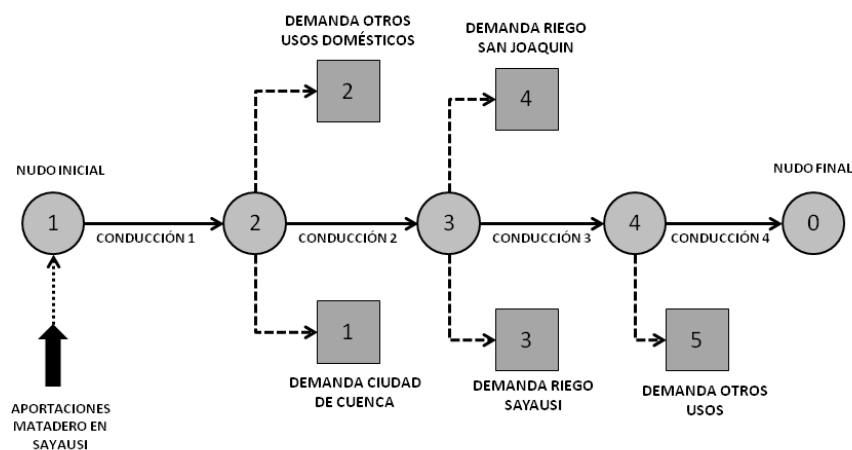 DEMANDA OTROS
USOS DOMÉSTICOS
DEMANDA RIEGO
SAN JOAQUIN
2
4
NUDO INICIAL
NUDO FINAL
1
2
3
4
0
CONDUCCIÓN 1
CONDUCCIÓN 2
CONDUCCIÓN 3
CONDUCCIÓN 4
1
3
5
DEMANDA CIUDAD
DE CUENCA
DEMANDA RIEGO
SAYAUSI
DEMANDA OTROS
USOS
APORTACIONES
MATADERO EN
SAYAUSI